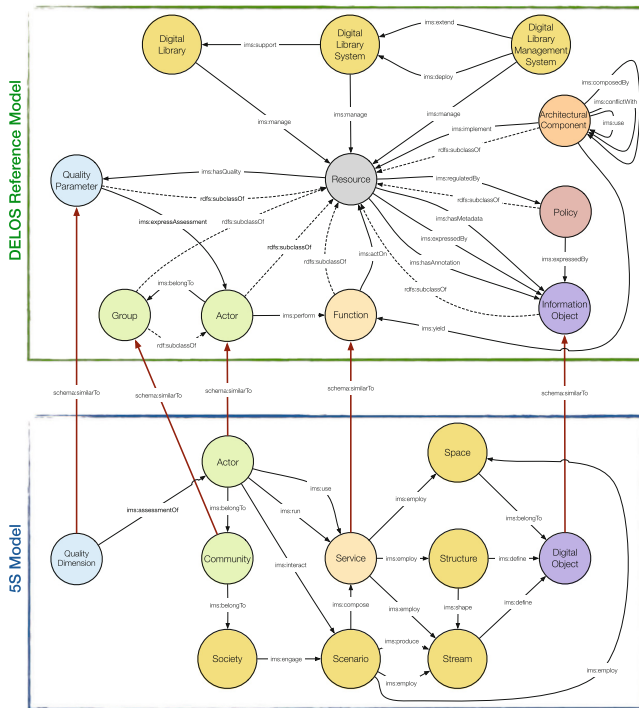 DELOS Reference Model
Digital
Library
ims:support
Digital
Library
System
ims:extend
ims:deploy
Digital
Library
Management
System
ims:composedBy
ims:conflictWith
ims:use
ims:manage
ims:manage
ims:manage
ims:implement
Architectural
Component
rdfs:subclassOf
Quality
Parameter
ims:hasQuality
rdfs:subclassOf
Resource
ims:regulatedBy
rdfs:subclassOf
Policy
ims:expressAssessment
rdfs:subclassOf
rdfs:subclassOf
rdfs:subclassOf
ims:actOn
ims:hasMetadata
ims:expressedBy
ims:hasAnnotation
rdfs:subclassOf
ims:expressedBy
Group
ims:belongTo
rdf:subclassOf
Actor
ims:perform
Function
Information
Object
ims:yield
schema:similarTo
schema:similarTo
schema:similarTo
schema:similarTo
schema:similarTo
5S Model
Actor
Space
ims:use
ims:run
ims:employ
ims:assessmentOf
ims:belongTo
ims:belongTo
Quality
Dimension
Community
ims:interact
Service
ims:employ
Structure
ims:define
Digital
Object
ims:belongTo
ims:compose
ims:employ
ims:shape
ims:define
Society
ims:engage
Scenario
ims:produce
ims:employ
Stream
ims:employ